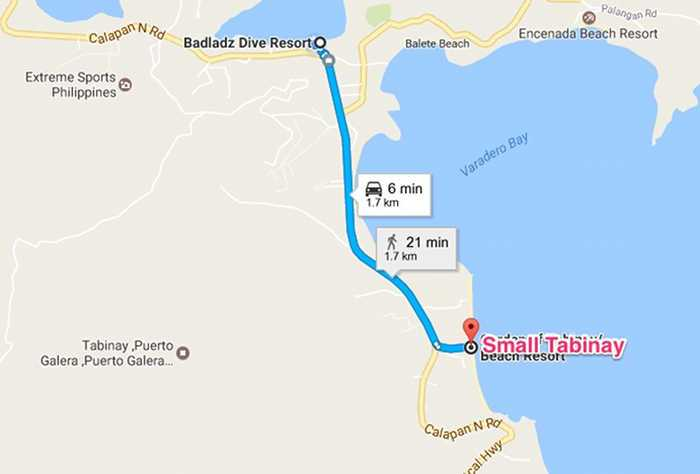 Palangan Rd
Calapan N Rd
Badladz Dive Resort
Balete Beach
Encenada Beach Resort
Extreme Sports
Philippines
Varadero Bay
6 min
1.7 km
21 min
1.7 km
Small Tabinay
Beach Resort
Tabinay ,Puerto
Galera ,Puerto Galera...
Calapan N Rd
Hwy